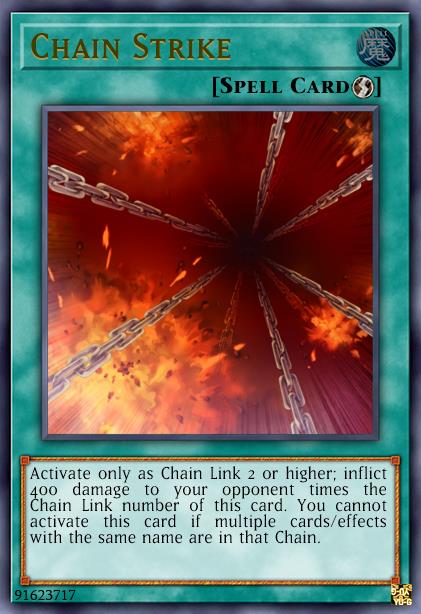 Chain Strike
魔
[Spell Card]
Activate only as Chain Link 2 or higher; inflict
400 damage to your opponent times the
Chain Link number of this card. You cannot
activate this card if multiple cards/effects
with the same name are in that Chain.
91623717